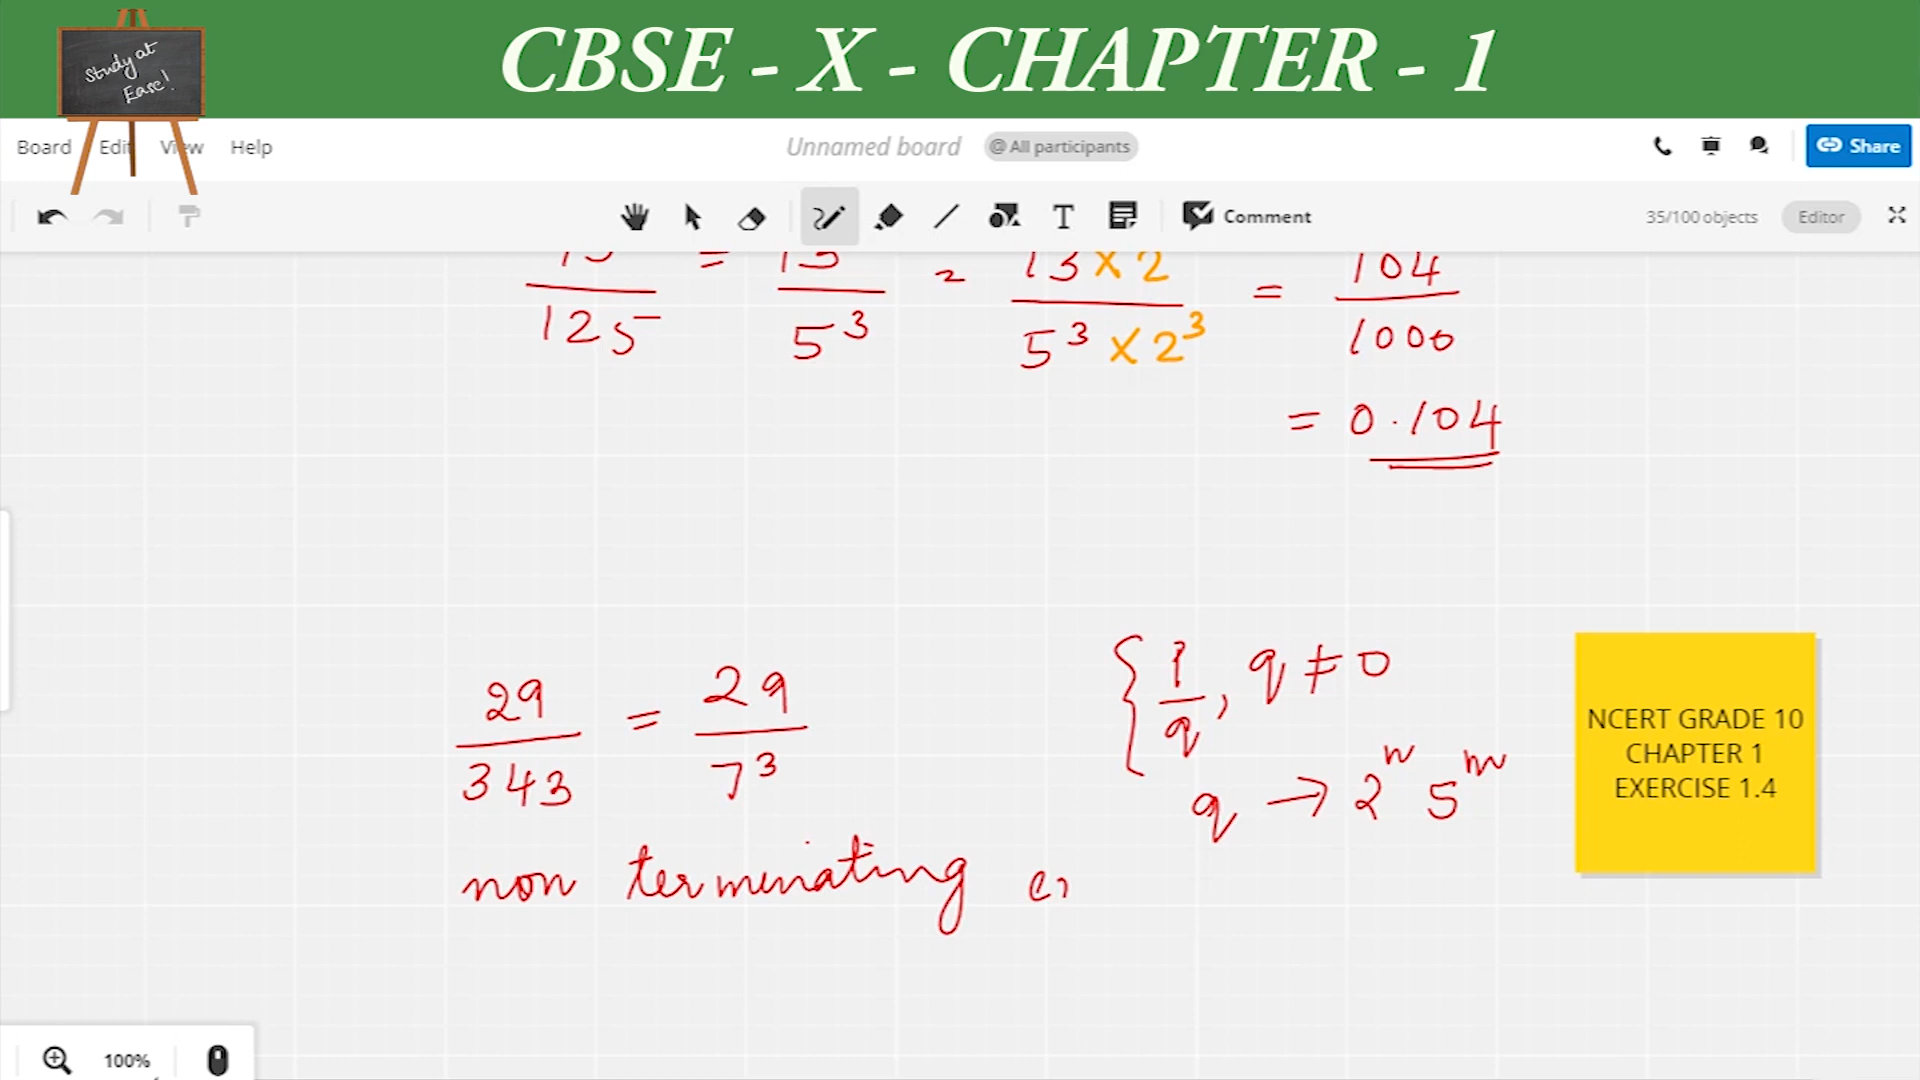 CBSE - X - CHAPTER - 1
Study at
Ease!
Board Edit View Help
Unnamed board
@ All participants
Share
T
Comment
35/100 objects
Editor
13/125 = 13/5³ = 13 × 2/5³ × 2³ = 104/1000
= 0.104
29/343 = 29/7³
{ p/q, q ≠ 0
q → 2ⁿ 5ᵐ
non terminating
NCERT GRADE 10
CHAPTER 1
EXERCISE 1.4
100%